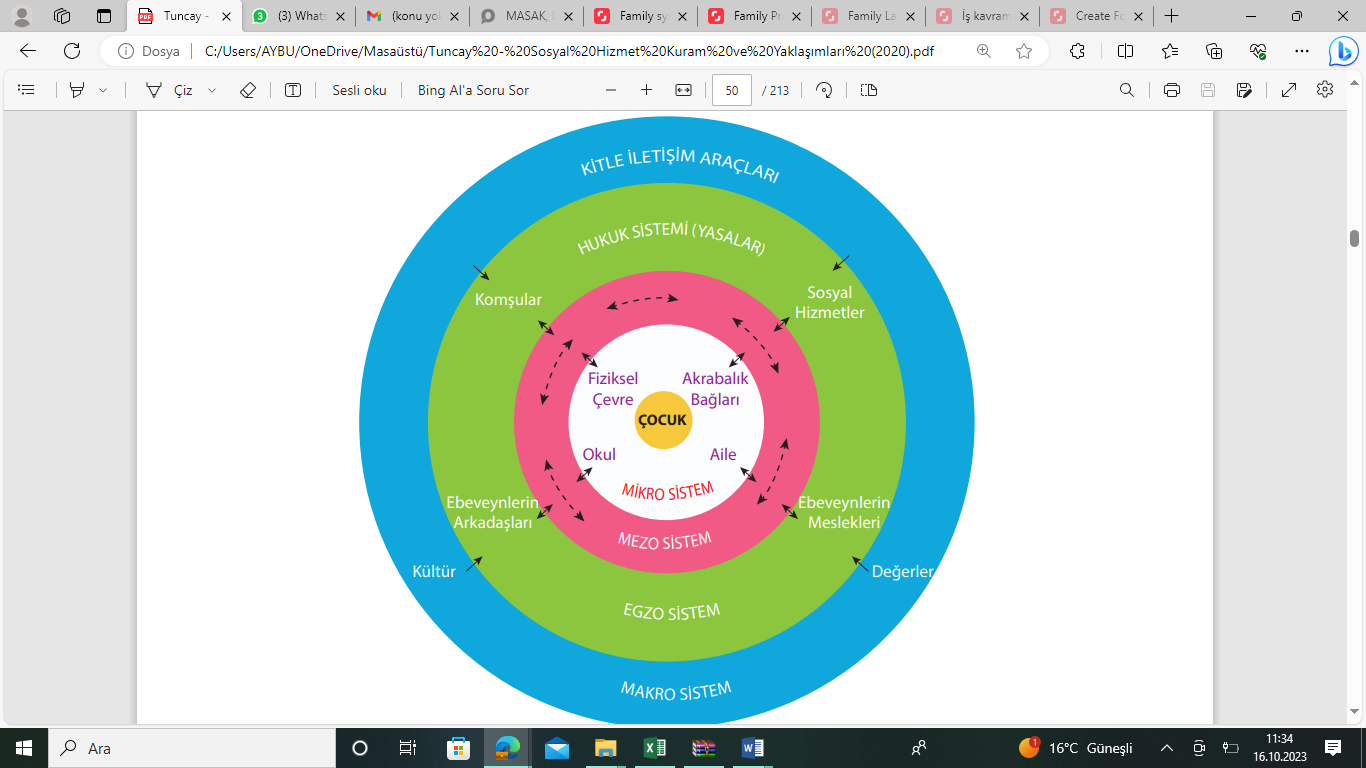 Tuncay -
(3) Whats
(konu yol
MASAK,
Family sy
Family Pr
Family La
İş kavram
Create Fo
Dosya
C:/Users/AYBU/OneDrive/Masaüstü/Tuncay%20-%20Sosyal%20Hizmet%20Kuram%20ve%20Yaklaşımları%20(2020).pdf
Çiz
Sesli oku
Bing AI'a Soru Sor
50
/ 213
KİTLE İLETİŞİM ARAÇLARI
HUKUK SİSTEMİ (YASALAR)
Komşular
Sosyal
Hizmetler
Fiziksel
Çevre
Akrabalık
Bağları
ÇOCUK
Okul
Aile
MİKRO SİSTEM
Ebeveynlerin
Arkadaşları
Ebeveynlerin
Meslekleri
MEZO SİSTEM
Kültür
Değerler
EGZO SİSTEM
MAKRO SİSTEM
Ara
1
16°C Güneşli
11:34
16.10.2023